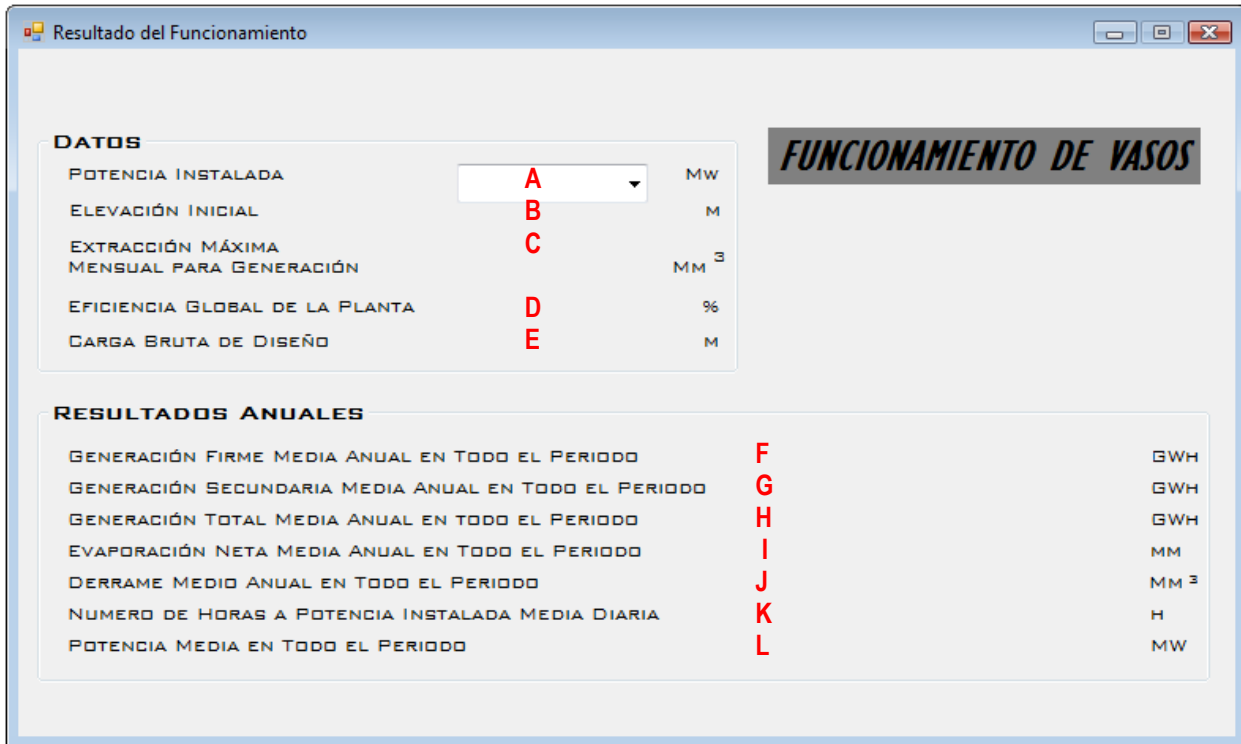 Resultado del Funcionamiento
DATOS
FUNCIONAMIENTO DE VASOS
POTENCIA INSTALADA A MW
ELEVACIÓN INICIAL B M
EXTRACCIÓN MÁXIMA C
MENSUAL PARA GENERACIÓN MM 3
EFICIENCIA GLOBAL DE LA PLANTA D %
CARGA BRUTA DE DISEÑO E M
RESULTADOS ANUALES
GENERACIÓN FIRME MEDIA ANUAL EN TODO EL PERIODO F GWH
GENERACIÓN SECUNDARIA MEDIA ANUAL EN TODO EL PERIODO G GWH
GENERACIÓN TOTAL MEDIA ANUAL EN TODO EL PERIODO H GWH
EVAPORACIÓN NETA MEDIA ANUAL EN TODO EL PERIODO I MM
DERRAME MEDIO ANUAL EN TODO EL PERIODO J MM 3
NUMERO DE HORAS A POTENCIA INSTALADA MEDIA DIARIA K H
POTENCIA MEDIA EN TODO EL PERIODO L MW